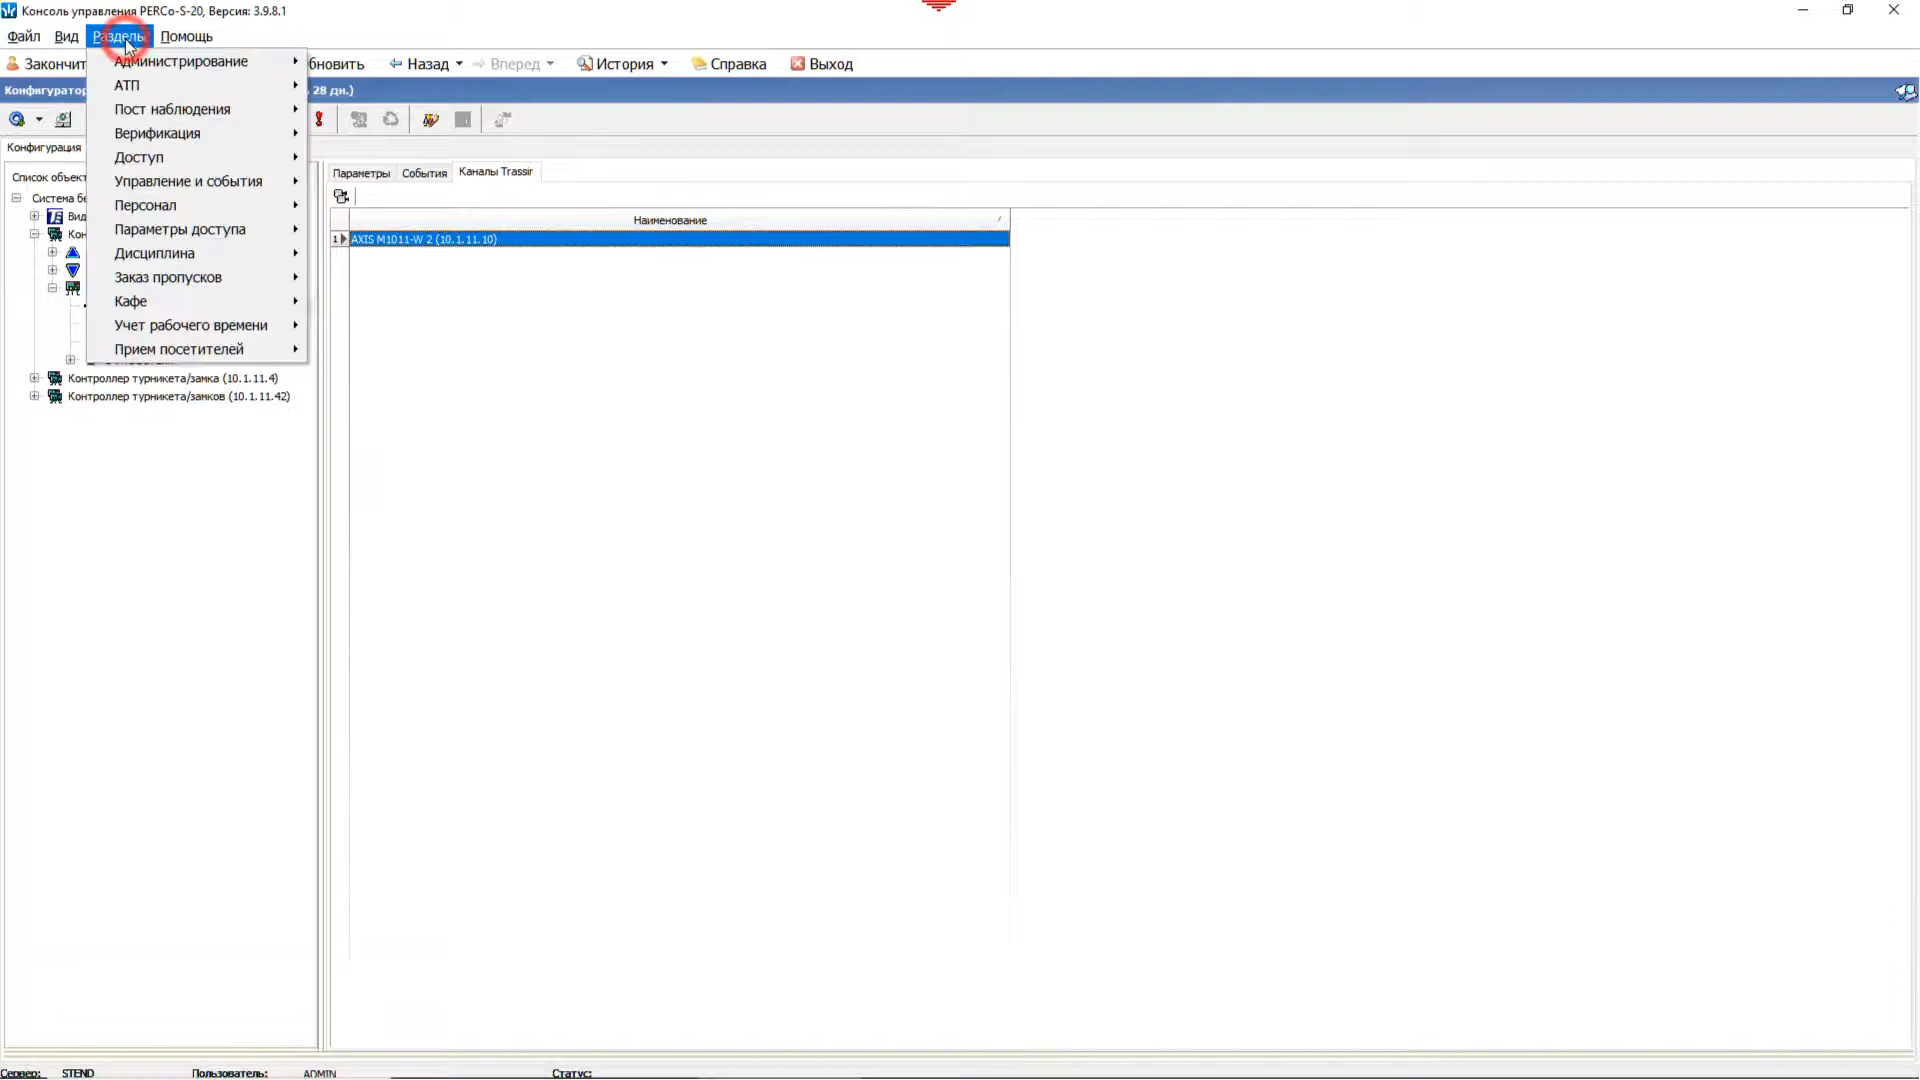 Консоль управления PERCo-S-20, Версия: 3.9.8.1
Файл Вид Разделы Помощь
Закончит бновить Назад Вперед История Справка Выход
Конфигуратор 28 дн.)
Конфигурация
Администрирование
АТП
Пост наблюдения
Верификация
Доступ
Управление и события
Персонал
Параметры доступа
Дисциплина
Заказ пропусков
Кафе
Учет рабочего времени
Прием посетителей
Список объект
Система бе
Вид
Кон
Контроллер турникета/замка (10.1.11.4)
Контроллер турникета/замков (10.1.11.42)
Параметры События Каналы Trassir
Наименование
1 AXIS M1011-W 2 (10.1.11.10)
Сервер: STEND Пользователь: ADMIN Статус: